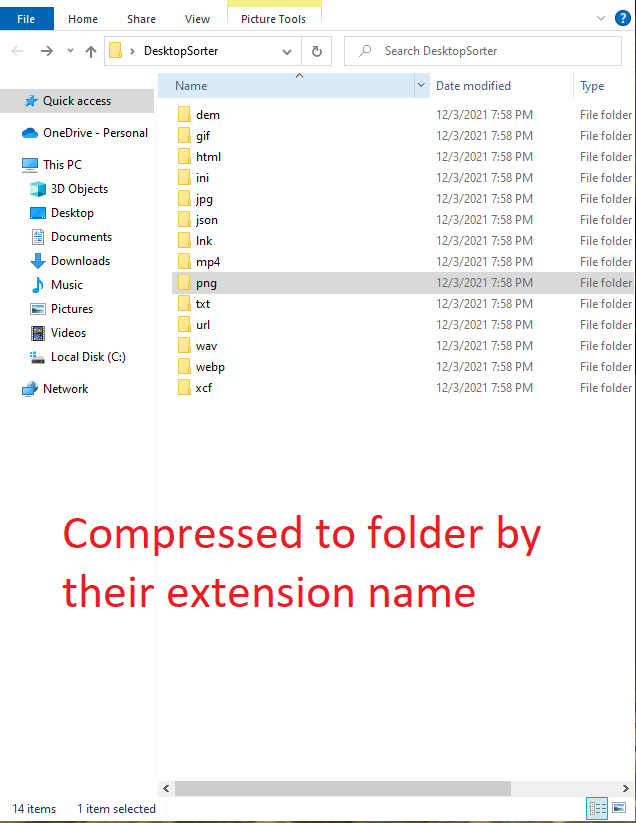 File Home Share View Picture Tools
DesktopSorter Search DesktopSorter
Name Date modified Type
Quick access
OneDrive - Personal
This PC
3D Objects
Desktop
Documents
Downloads
Music
Pictures
Videos
Local Disk (C:)
Network
dem 12/3/2021 7:58 PM File folder
gif 12/3/2021 7:58 PM File folder
html 12/3/2021 7:58 PM File folder
ini 12/3/2021 7:58 PM File folder
jpg 12/3/2021 7:58 PM File folder
json 12/3/2021 7:58 PM File folder
lnk 12/3/2021 7:58 PM File folder
mp4 12/3/2021 7:58 PM File folder
png 12/3/2021 7:58 PM File folder
txt 12/3/2021 7:58 PM File folder
url 12/3/2021 7:58 PM File folder
wav 12/3/2021 7:58 PM File folder
webp 12/3/2021 7:58 PM File folder
xcf 12/3/2021 7:58 PM File folder
Compressed to folder by
their extension name
14 items 1 item selected